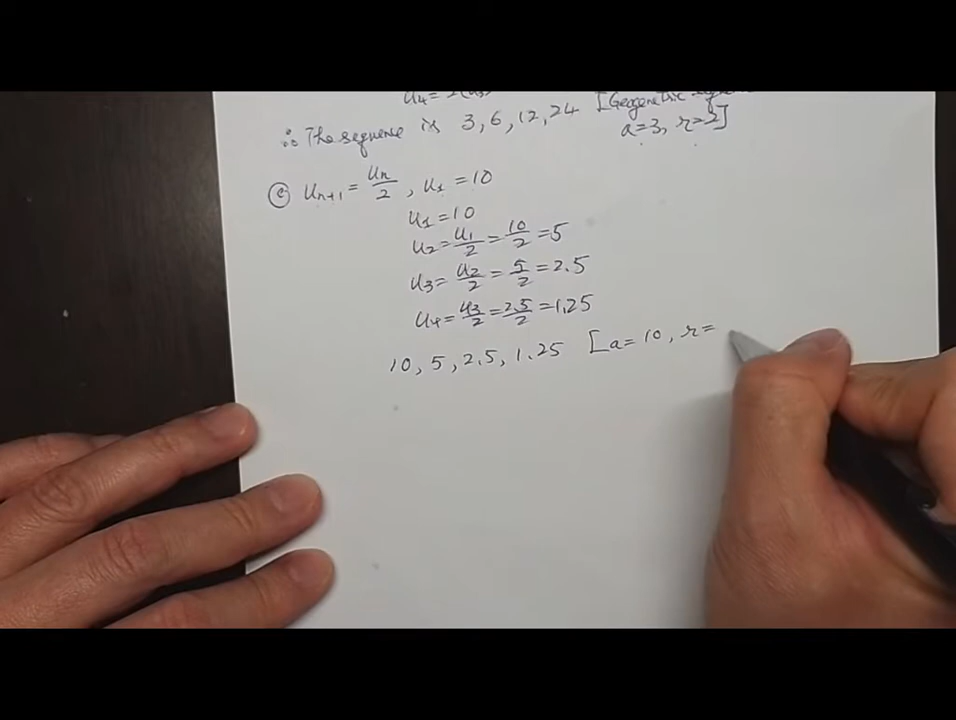 u₄ =
∴ The sequence is 3, 6, 12, 24 [Geogenetric
a=3, r=2]
ⓒ uₙ₊₁ = uₙ/2 , u₁ = 10
u₁ = 10
u₂ = u₁/2 = 10/2 = 5
u₃ = u₂/2 = 5/2 = 2.5
u₄ = u₃/2 = 2.5/2 = 1.25
10, 5, 2.5, 1.25 [a = 10, r =